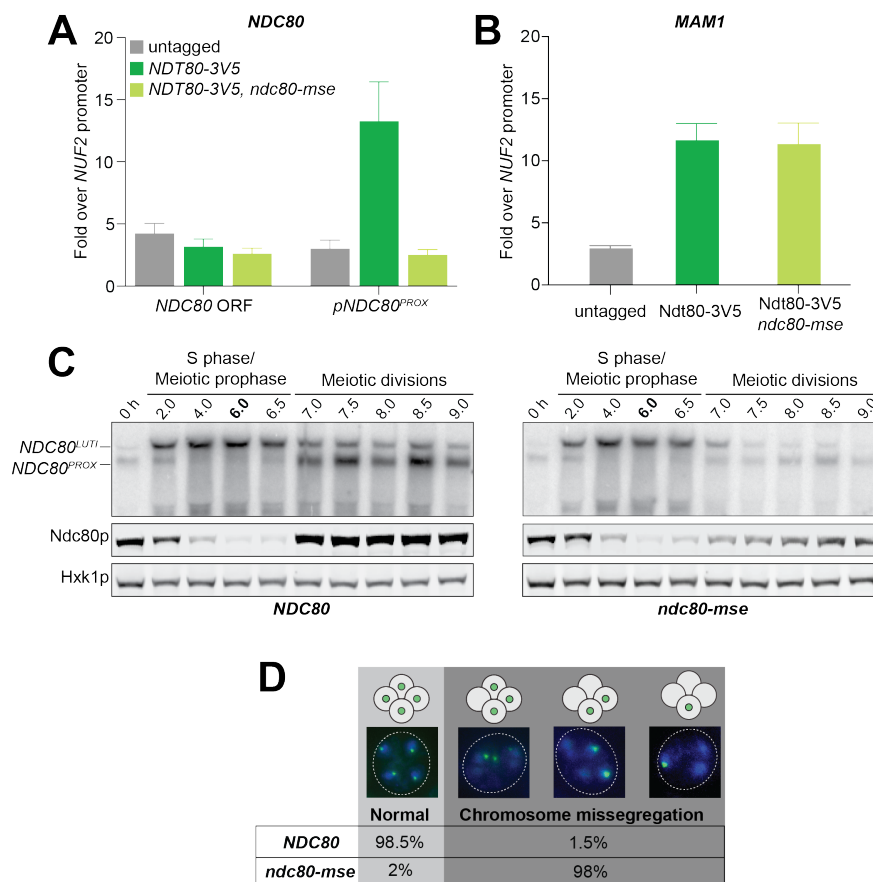 A
NDC80
Fold over NUF2 promoter
20
15
10
5
0
untagged
NDT80-3V5
NDT80-3V5, ndc80-mse
NDC80 ORF
pNDC80PROX
B
MAM1
Fold over NUF2 promoter
20
15
10
5
0
untagged
Ndt80-3V5
Ndt80-3V5
ndc80-mse
C
S phase/
Meiotic prophase
Meiotic divisions
0 h 2.0 4.0 6.0 6.5 7.0 7.5 8.0 8.5 9.0
NDC80LUTI
NDC80PROX
Ndc80p
Hxk1p
NDC80
S phase/
Meiotic prophase
Meiotic divisions
0 h 2.0 4.0 6.0 6.5 7.0 7.5 8.0 8.5 9.0
ndc80-mse
D
Normal Chromosome missegregation
NDC80 98.5% 1.5%
ndc80-mse 2% 98%